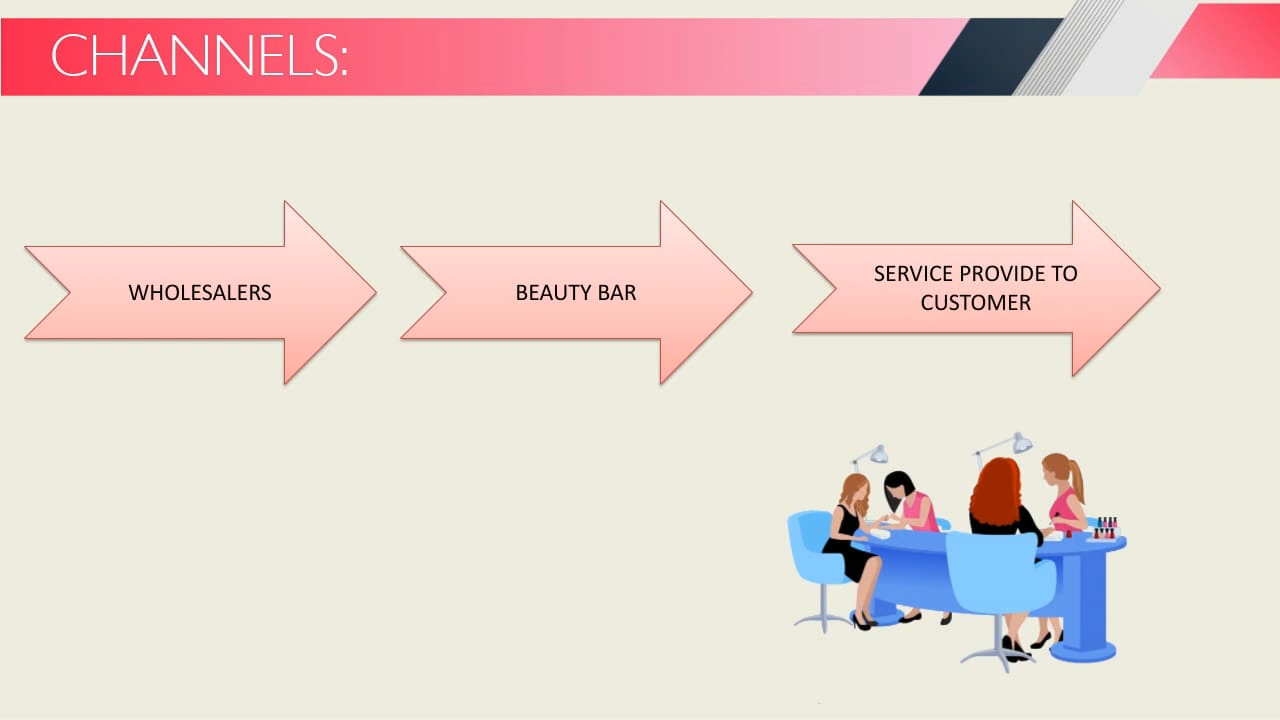 CHANNELS:
WHOLESALERS
BEAUTY BAR
SERVICE PROVIDE TO
CUSTOMER